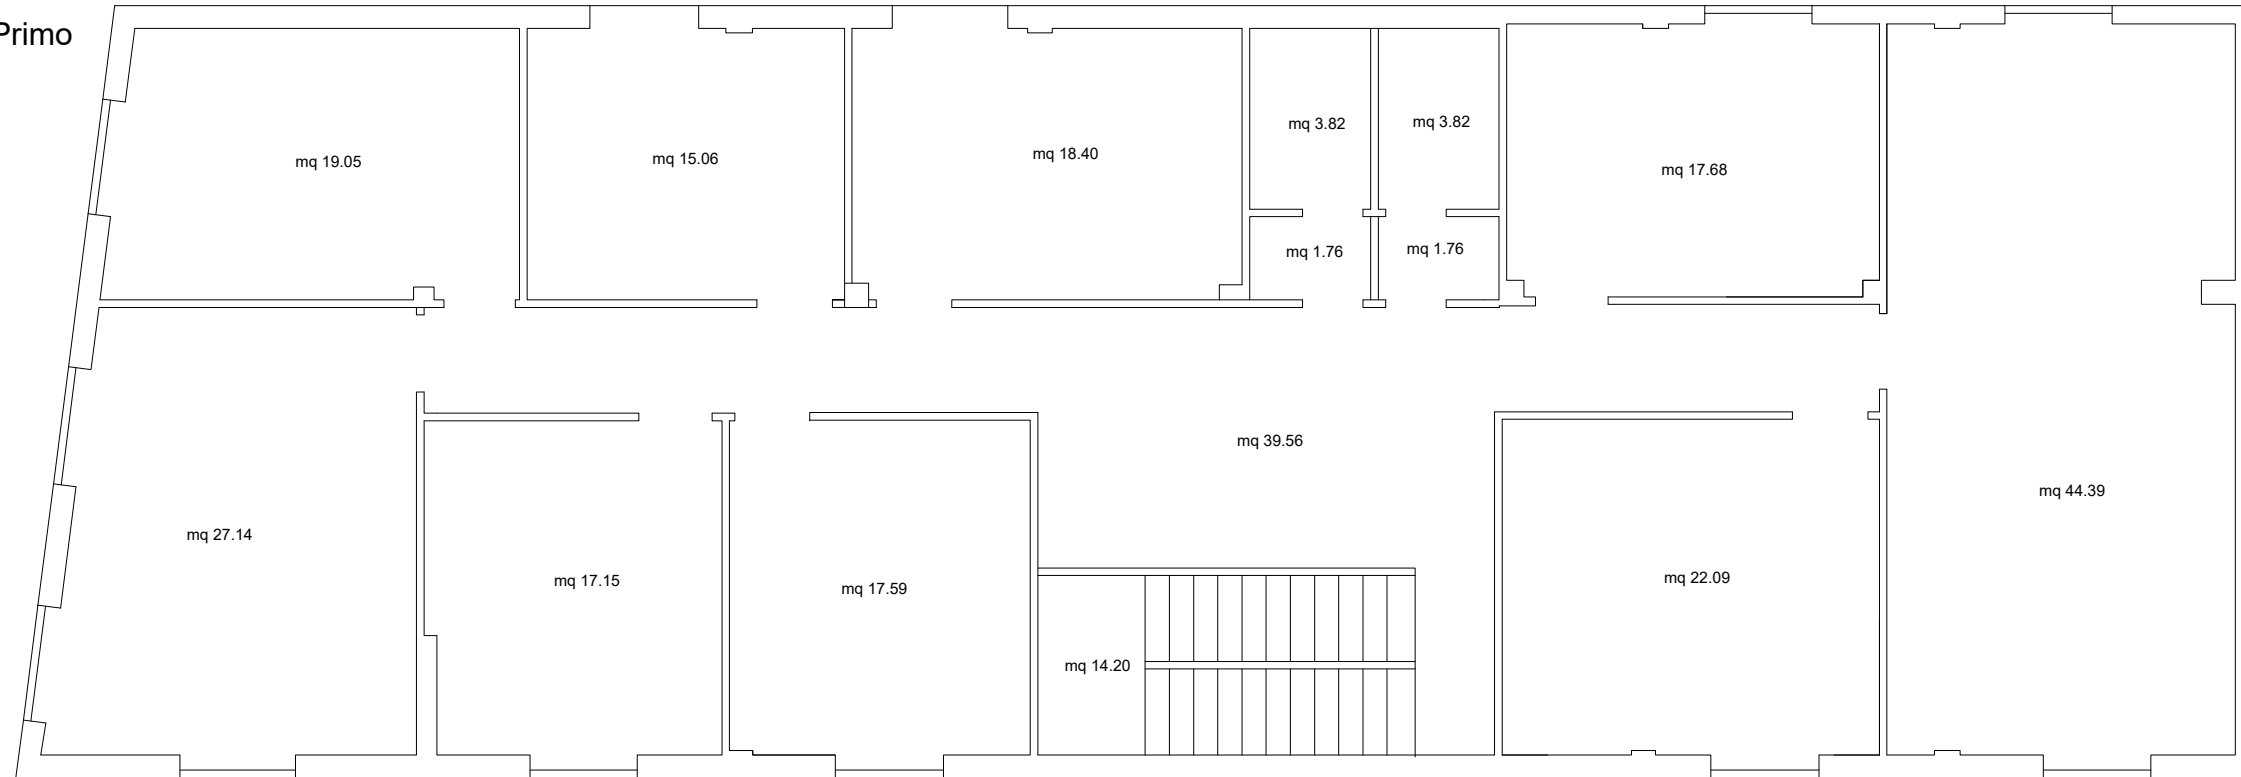 Primo
mq 19.05
mq 15.06
mq 18.40
mq 3.82
mq 3.82
mq 17.68
mq 1.76
mq 1.76
mq 39.56
mq 44.39
mq 27.14
mq 17.15
mq 17.59
mq 22.09
mq 14.20